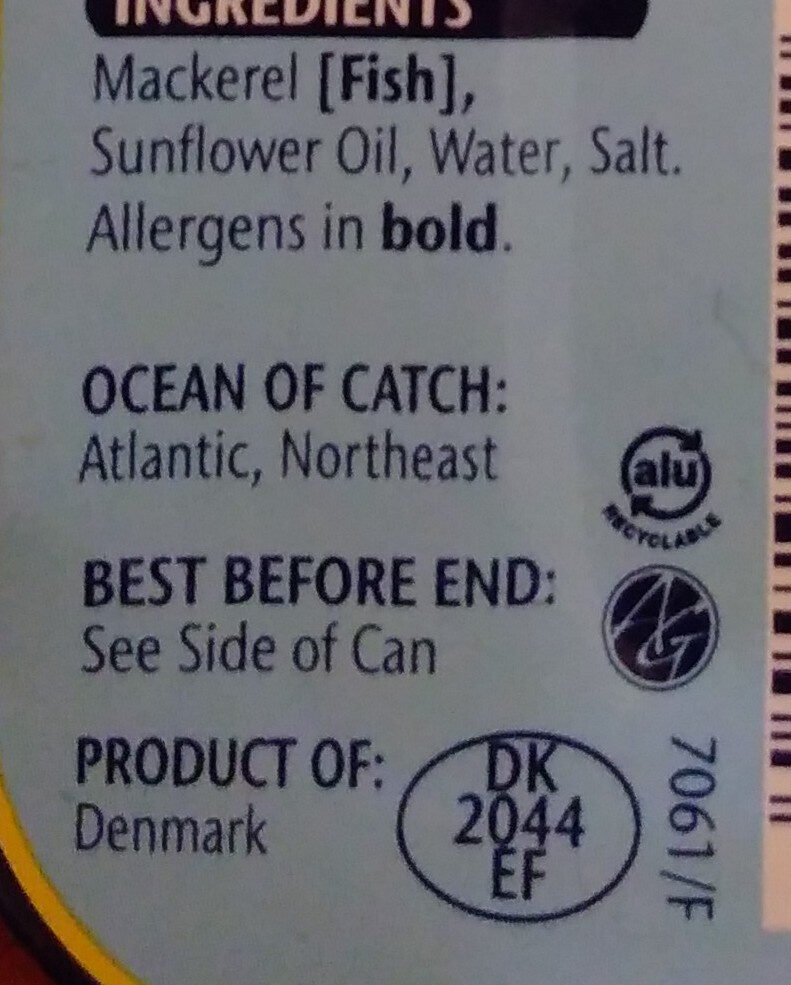 INGREDIENTS
Mackerel [Fish],
Sunflower Oil, Water, Salt.
Allergens in bold.
OCEAN OF CATCH:
Atlantic, Northeast
alu
RECYCLABLE
BEST BEFORE END:
See Side of Can
PRODUCT OF:
Denmark
DK
2044
EF
7061/F